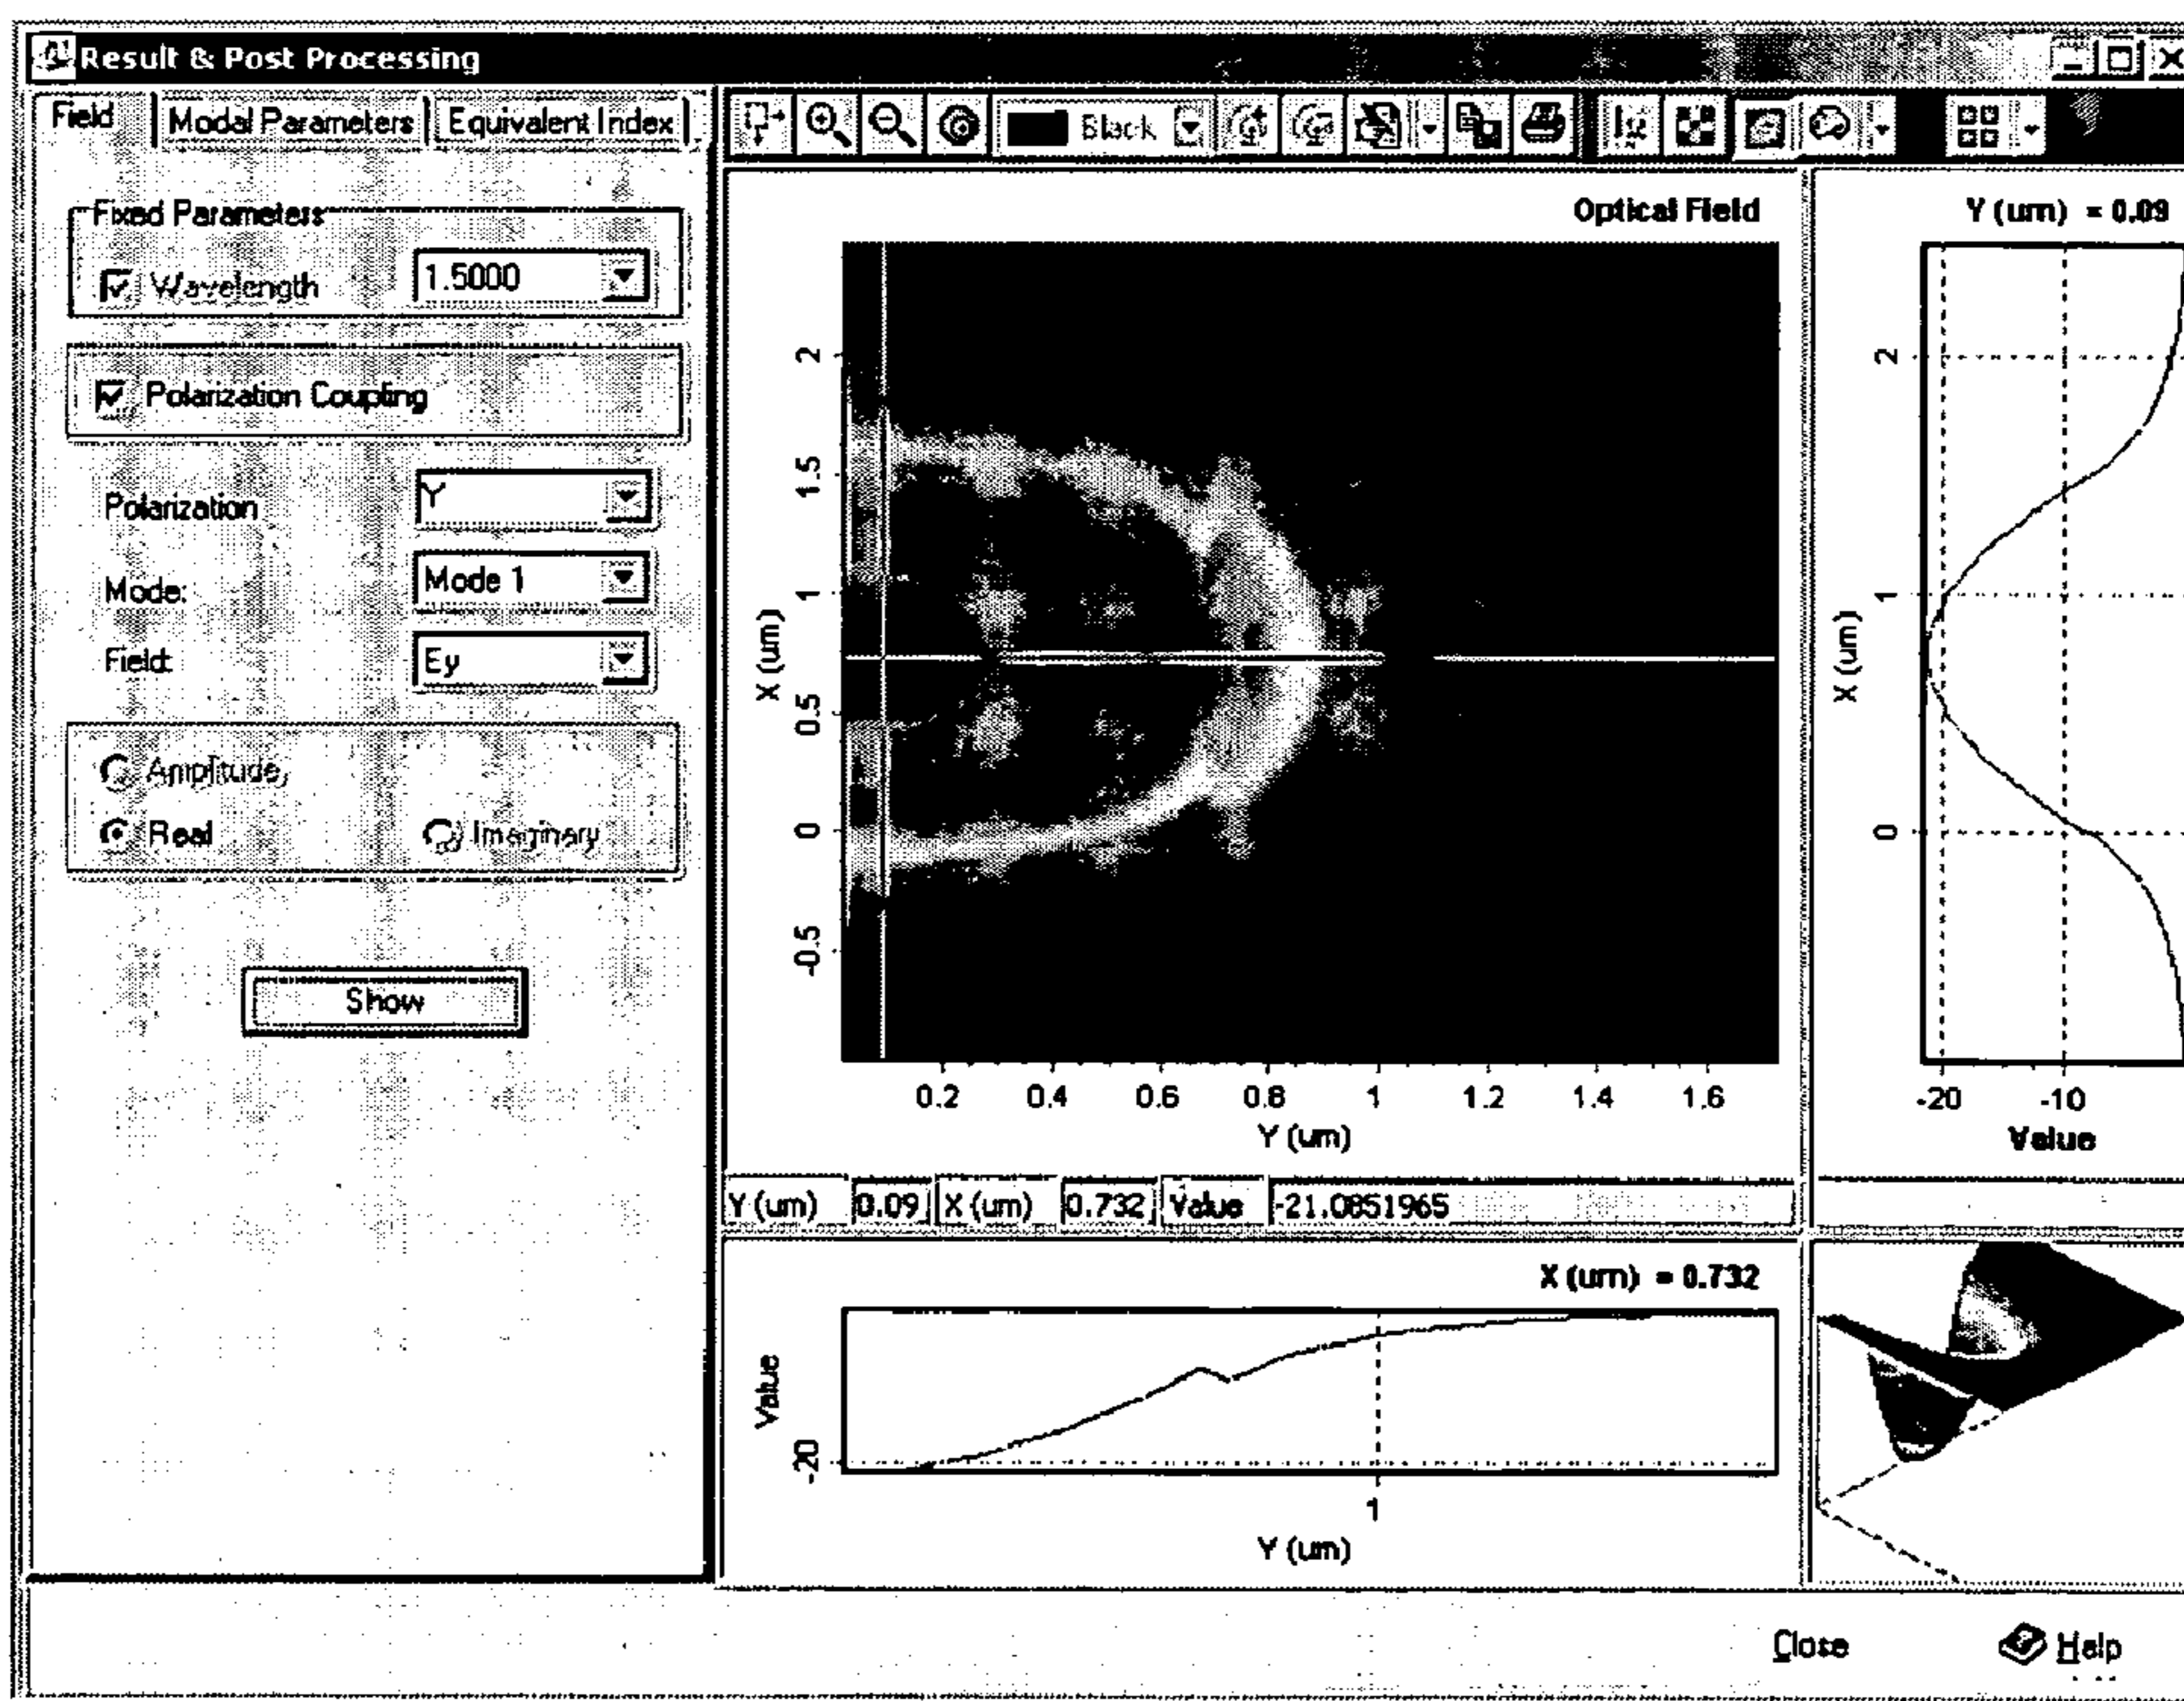 Result & Post Processing
Field Modal Parameters Equivalent Index
Black
Fixed Parameters
Wavelength 1.5000
Polarization Coupling
Polarization Y
Mode: Mode 1
Field: Ey
Amplitude
Real Imaginary
Show
Optical Field
X (um)
2
1.5
1
0.5
0
-0.5
0.2 0.4 0.6 0.8 1 1.2 1.4 1.6
Y (um)
Y (um) 0.09 X (um) 0.732 Value -21.0851965
Y (um) = 0.09
X (um)
2
1
0
-20 -10
Value
X (um) = 0.732
Value
-20
1
Y (um)
Close Help